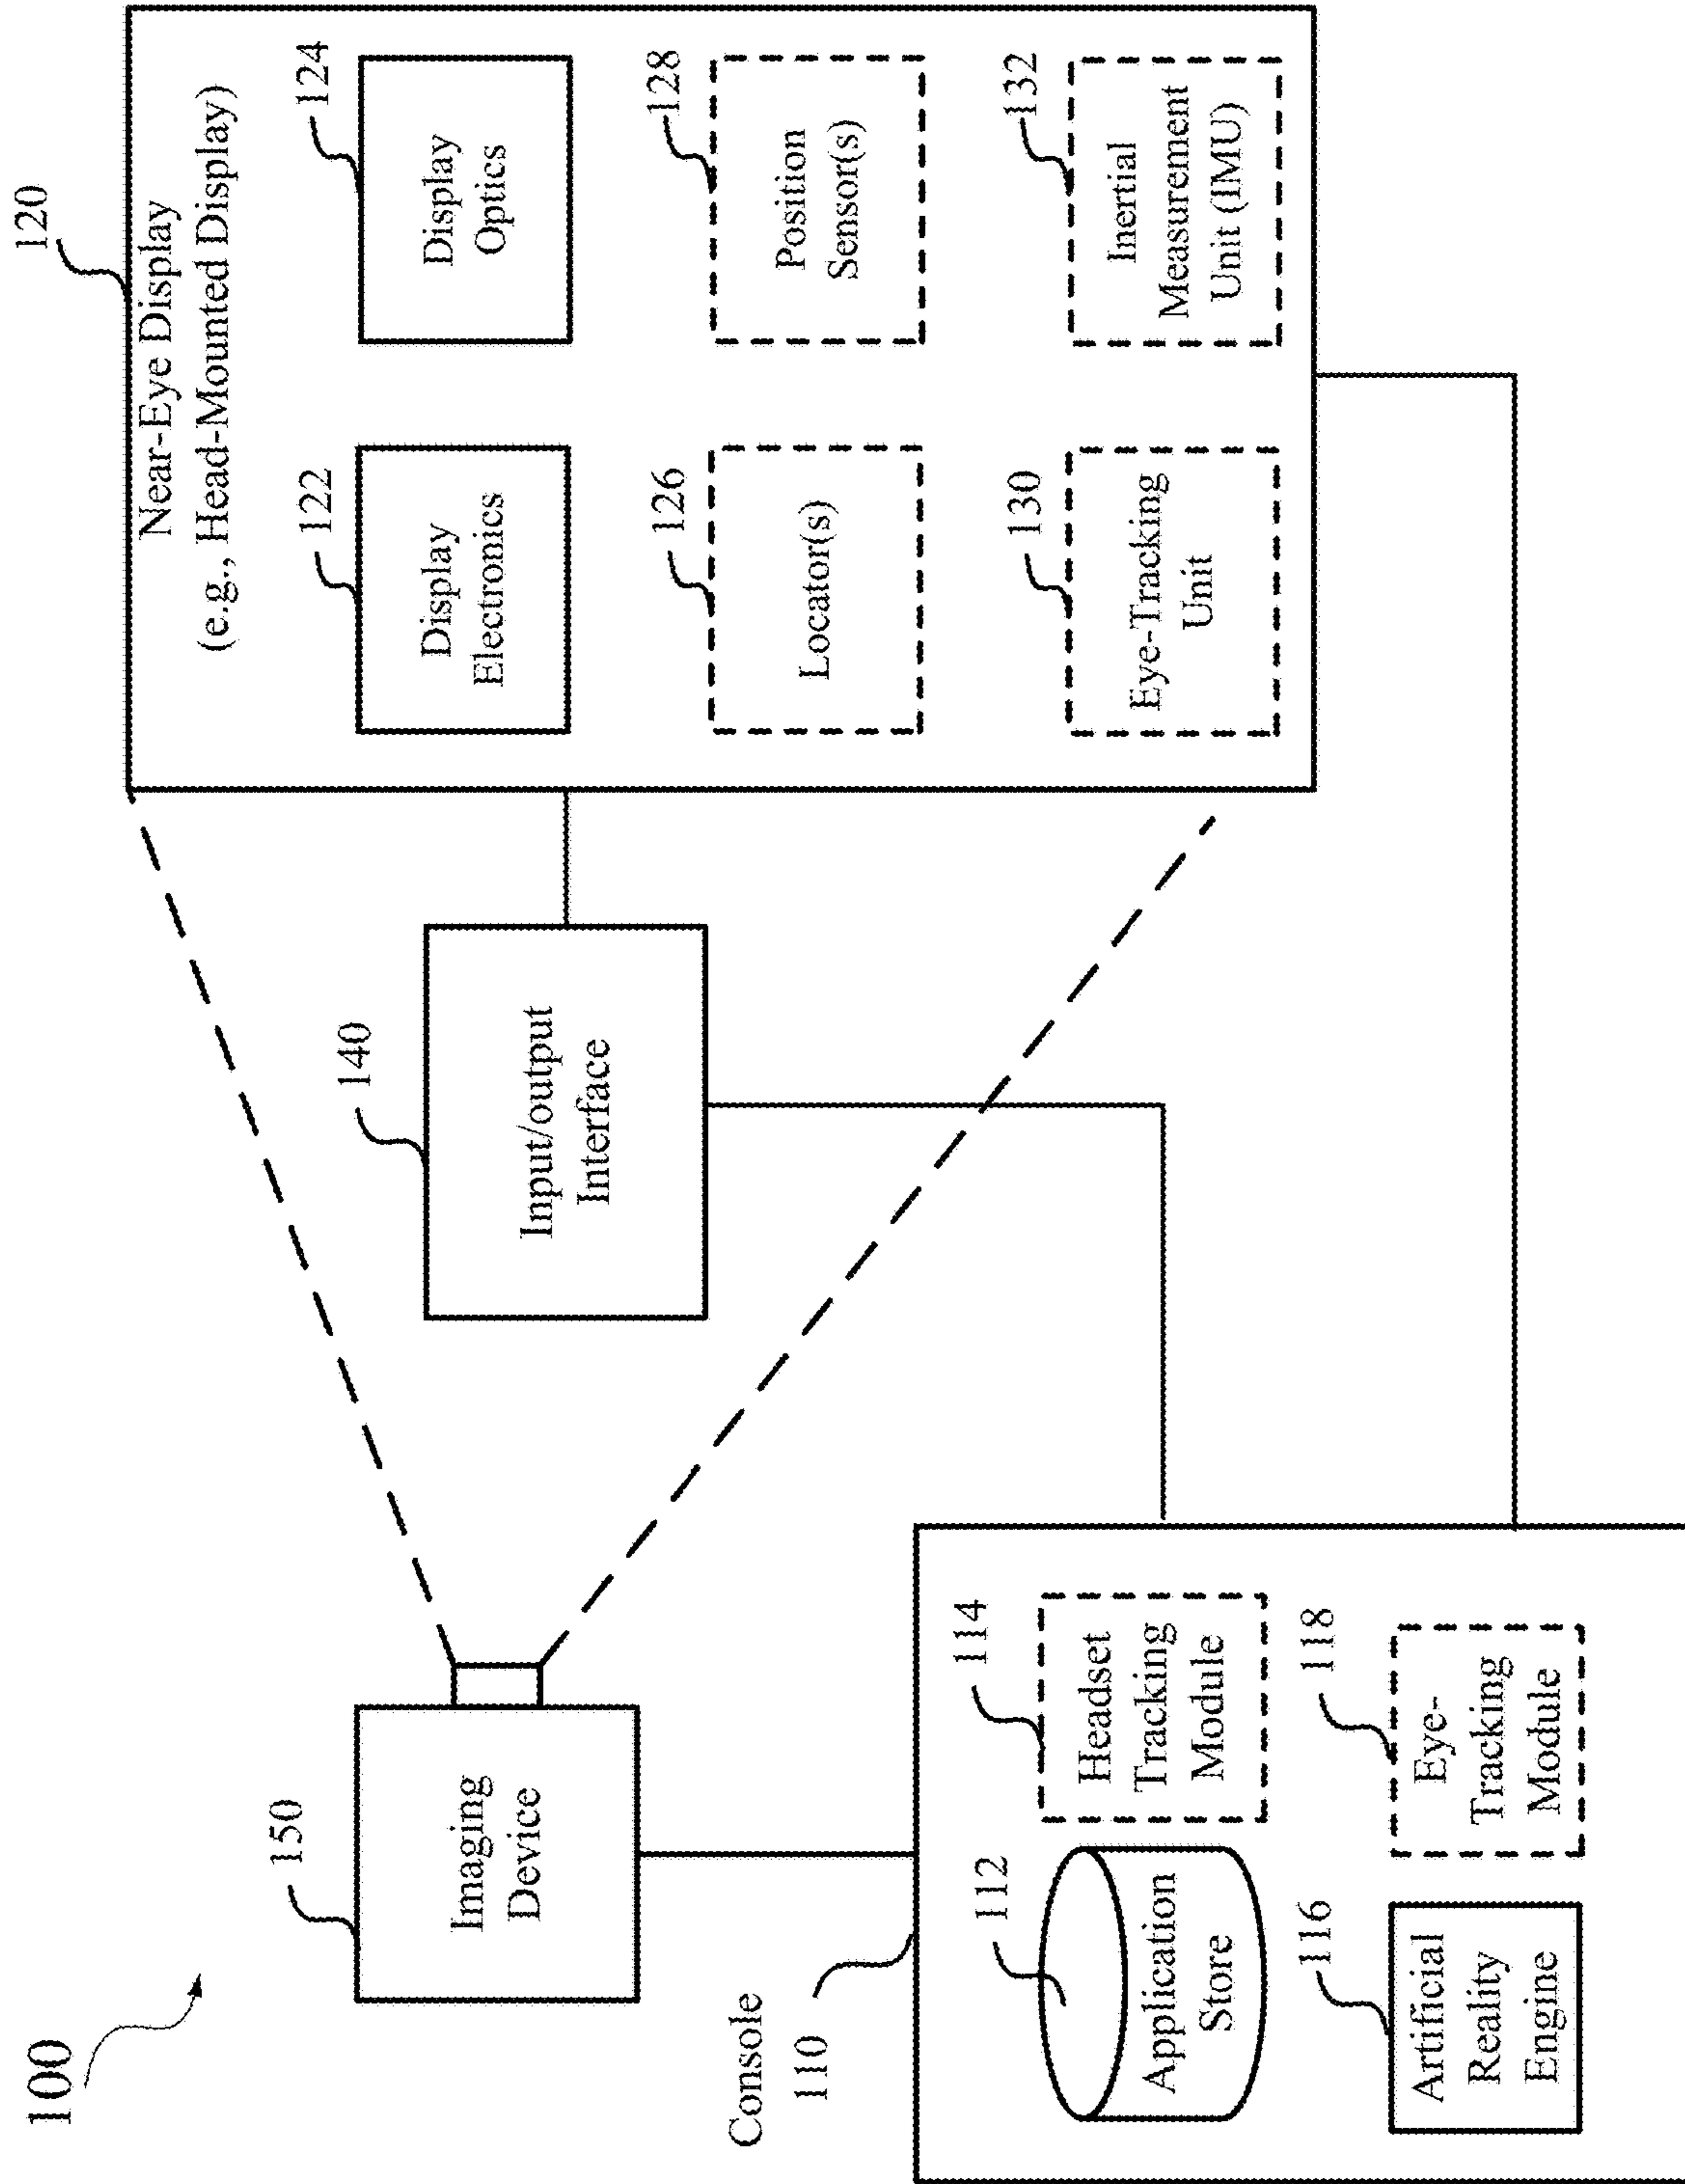 100
120
Near-Eye Display
(e.g., Head-Mounted Display)
150
Imaging
Device
140
Input/output
Interface
122
Display
Electronics
124
Display
Optics
126
Locator(s)
128
Position
Sensor(s)
130
Eye-Tracking
Unit
132
Inertial
Measurement
Unit (IMU)
Console
110
112
Application
Store
114
Headset
Tracking
Module
116
Artificial
Reality
Engine
118
Eye-
Tracking
Module